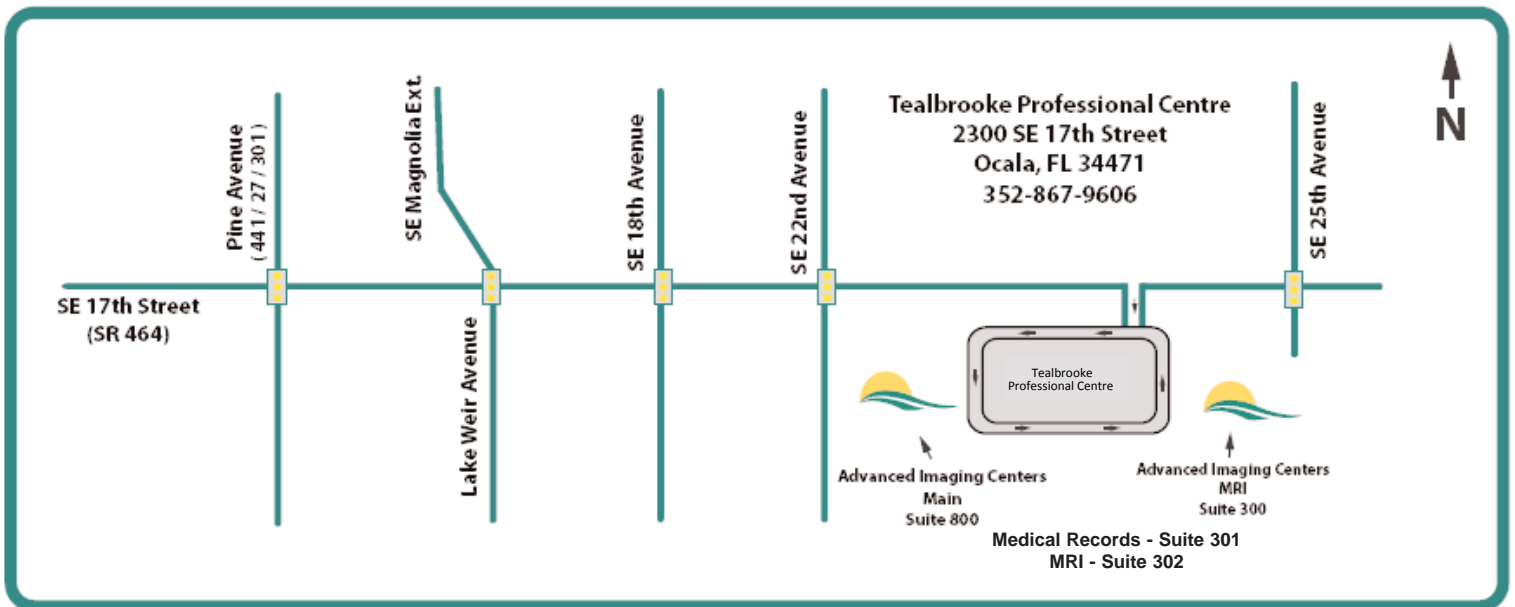 Pine Avenue
( 441 / 27 / 301 )
SE Magnolia Ext.
SE 18th Avenue
SE 22nd Avenue
Tealbrooke Professional Centre
2300 SE 17th Street
Ocala, FL 34471
352-867-9606
SE 25th Avenue
N
SE 17th Street
(SR 464)
Lake Weir Avenue
Tealbrooke
Professional Centre
Advanced Imaging Centers
Main
Suite 800
Advanced Imaging Centers
MRI
Suite 300
Medical Records - Suite 301
MRI - Suite 302